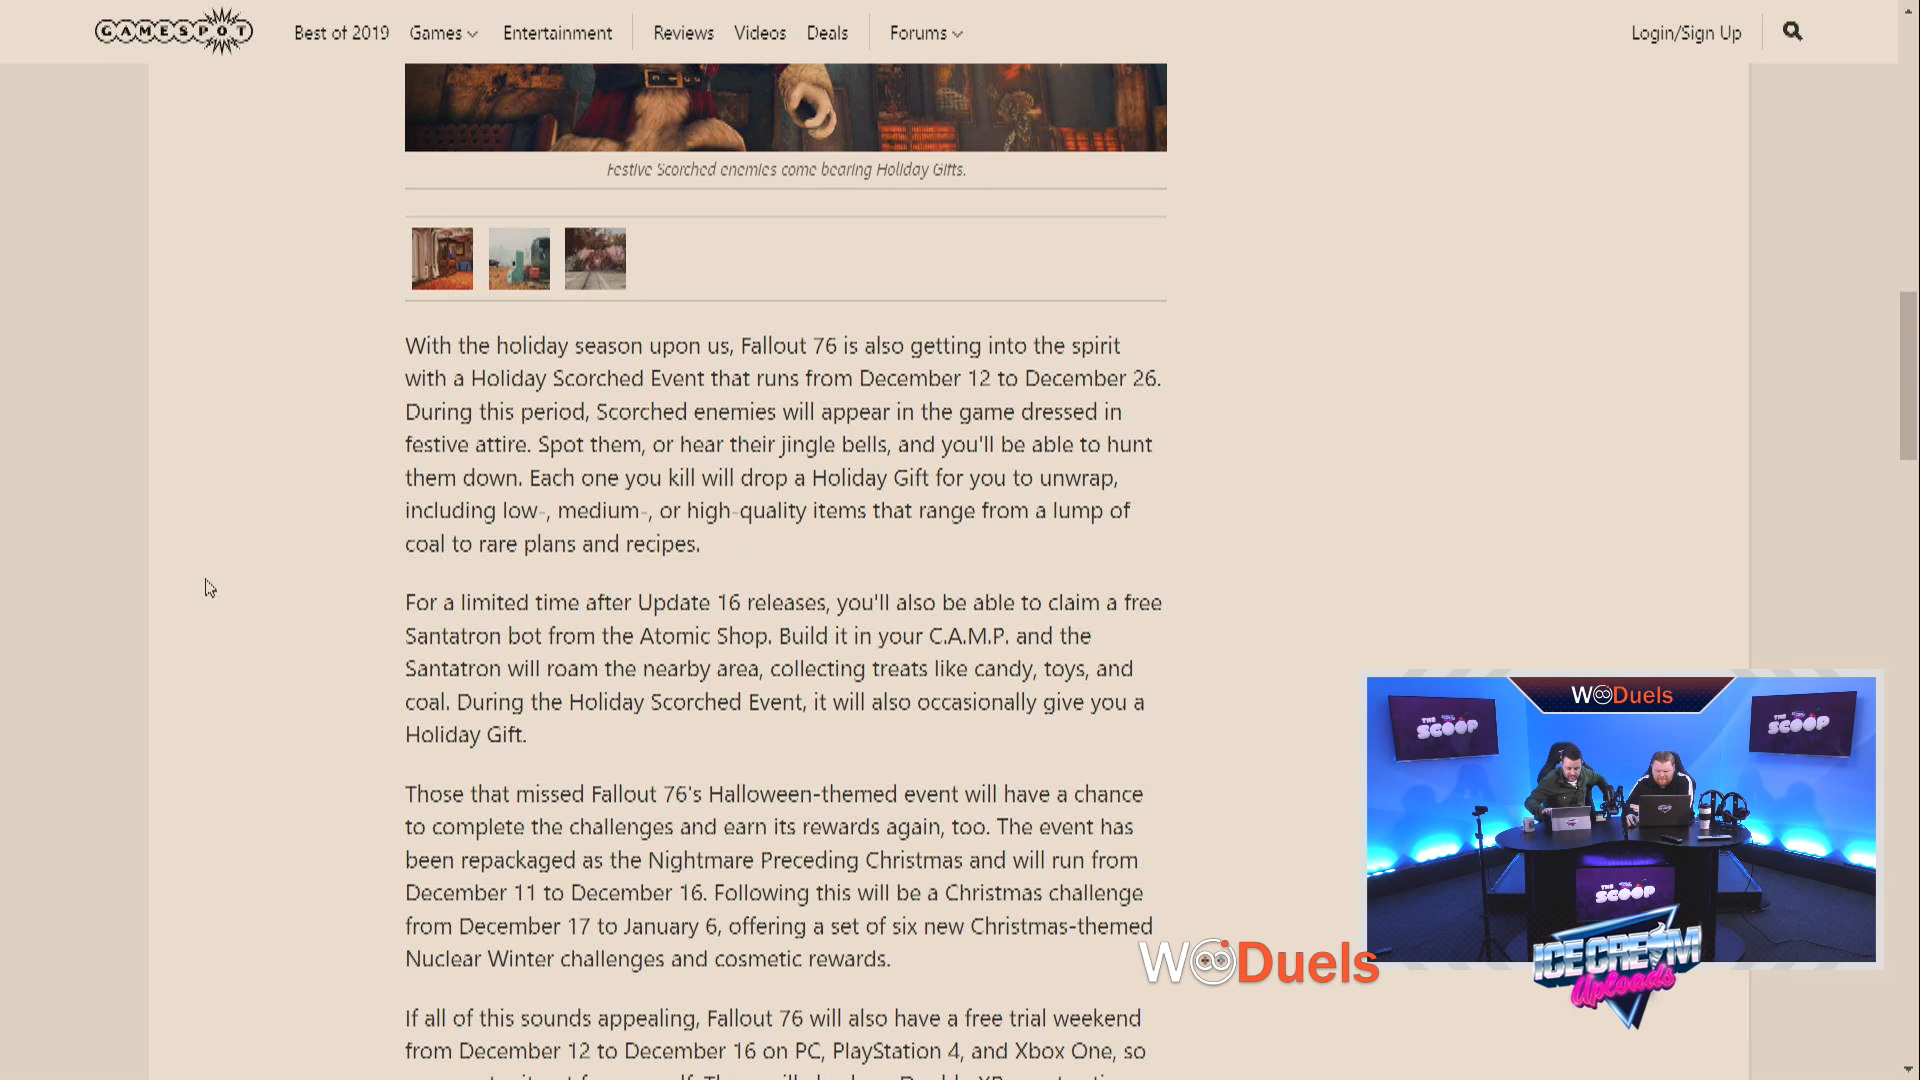 GAMESPOT Best of 2019 Games Entertainment Reviews Videos Deals Forums Login/Sign Up
Festive Scorched enemies come bearing Holiday Gifts.
With the holiday season upon us, Fallout 76 is also getting into the spirit
with a Holiday Scorched Event that runs from December 12 to December 26.
During this period, Scorched enemies will appear in the game dressed in
festive attire. Spot them, or hear their jingle bells, and you'll be able to hunt
them down. Each one you kill will drop a Holiday Gift for you to unwrap,
including low-, medium-, or high-quality items that range from a lump of
coal to rare plans and recipes.
For a limited time after Update 16 releases, you'll also be able to claim a free
Santatron bot from the Atomic Shop. Build it in your C.A.M.P. and the
Santatron will roam the nearby area, collecting treats like candy, toys, and
coal. During the Holiday Scorched Event, it will also occasionally give you a
Holiday Gift.
Those that missed Fallout 76's Halloween-themed event will have a chance
to complete the challenges and earn its rewards again, too. The event has
been repackaged as the Nightmare Preceding Christmas and will run from
December 11 to December 16. Following this will be a Christmas challenge
from December 17 to January 6, offering a set of six new Christmas-themed
Nuclear Winter challenges and cosmetic rewards.
If all of this sounds appealing, Fallout 76 will also have a free trial weekend
from December 12 to December 16 on PC, PlayStation 4, and Xbox One, so
WooDuels
THE
SCOOP
THE
SCOOP
THE
SCOOP
WooDuels
ICE CREAM
Uploads